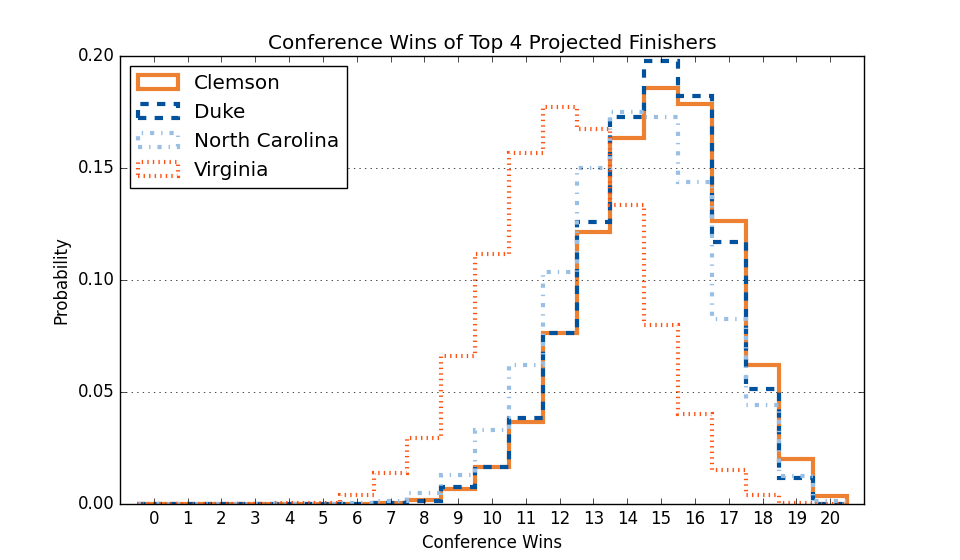 Conference Wins of Top 4 Projected Finishers
0.20
Clemson
Duke
North Carolina
Virginia
0.15
0.10
0.05
0.00
Probability
0 1 2 3 4 5 6 7 8 9 10 11 12 13 14 15 16 17 18 19 20
Conference Wins